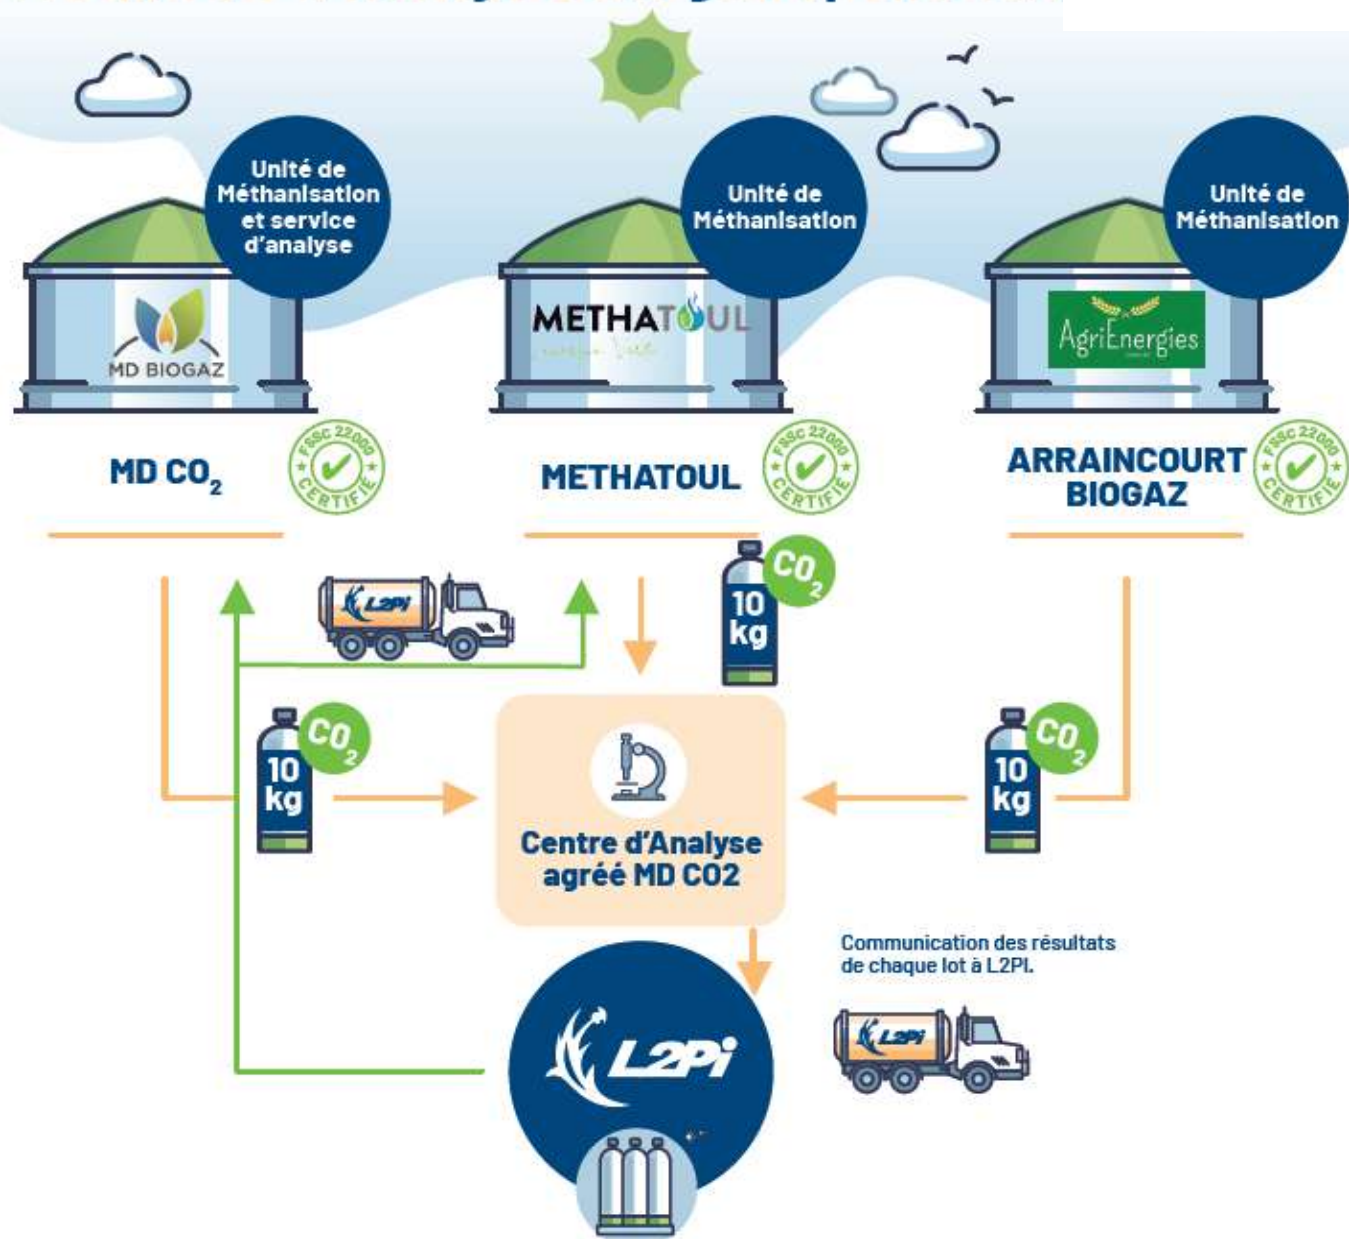 Unité de
Méthanisation
et service
d'analyse
Unité de
Méthanisation
Unité de
Méthanisation
MD BIOGAZ
METHATOUL
AgriEnergies
MD CO₂
FSSC 22000
CERTIFIÉ
METHATOUL
FSSC 22000
CERTIFIÉ
ARRAINCOURT
BIOGAZ
FSSC 22000
CERTIFIÉ
L2Pi
CO₂
10
kg
CO₂
10
kg
CO₂
10
kg
Centre d'Analyse
agréé MD CO2
Communication des résultats
de chaque lot à L2PI.
L2Pi
L2Pi